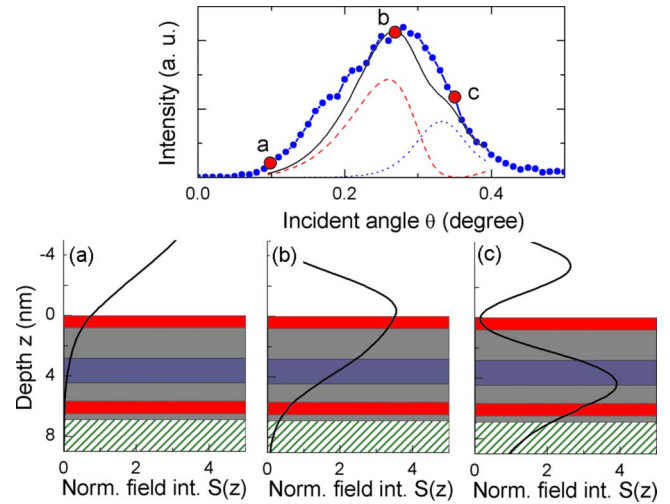 Intensity (a. u.)
a
b
c
0.0 0.2 0.4
Incident angle θ (degree)
Depth z (nm)
-4
0
4
8
(a)
(b)
(c)
0 2 4
0 2 4
0 2 4
Norm. field int. S(z)
Norm. field int. S(z)
Norm. field int. S(z)